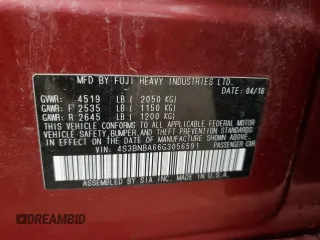 MFD BY FUJI HEAVY INDUSTRIES LTD.
DATE: 04/16
GVWR: 4519 LB ( 2050 KG)
GAWR: F 2535 LB ( 1150 KG)
GAWR: R 2645 LB ( 1200 KG)
THIS VEHICLE CONFORMS TO ALL APPLICABLE FEDERAL MOTOR
VEHICLE SAFETY, BUMPER, AND THEFT PREVENTION STANDARDS
IN EFFECT ON THE DATE OF MANUFACTURE SHOWN ABOVE.
VIN: 4S3BNBA66G3056591 PASSENGER CAR
ASSEMBLED BY SIA INC. MADE IN U.S.A.
DREAMBID